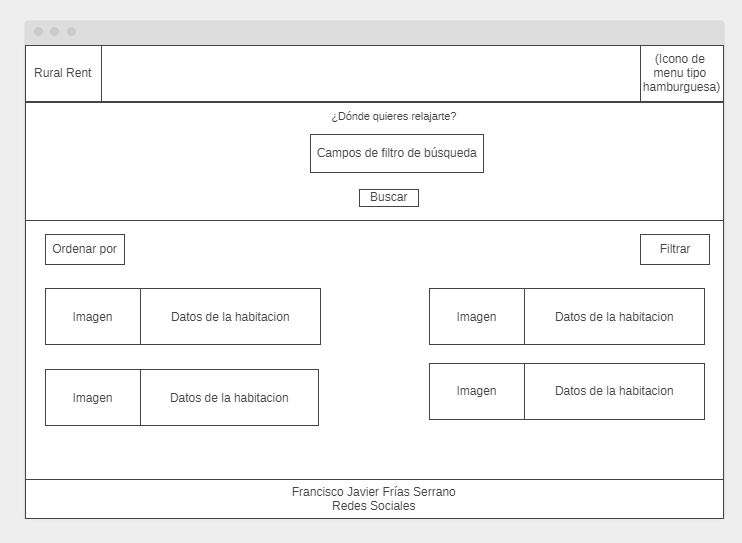 Rural Rent
(Icono de
menu tipo
hamburguesa)
¿Dónde quieres relajarte?
Campos de filtro de búsqueda
Buscar
Ordenar por
Filtrar
Imagen
Datos de la habitacion
Imagen
Datos de la habitacion
Imagen
Datos de la habitacion
Imagen
Datos de la habitacion
Francisco Javier Frías Serrano
Redes Sociales